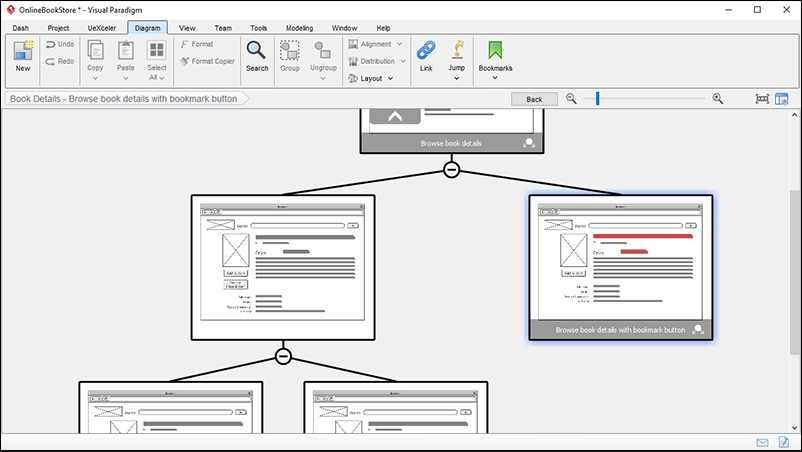 OnlineBookStore * - Visual Paradigm
Dash Project UeXceler Diagram View Team Tools Modeling Window Help
New
Undo
Redo
Copy
Paste
Select All
Format
Format Copier
Search
Group
Ungroup
Alignment
Distribution
Layout
Link
Jump
Bookmarks
Book Details - Browse book details with bookmark button
Back
Browse book details
Browse book details with bookmark button